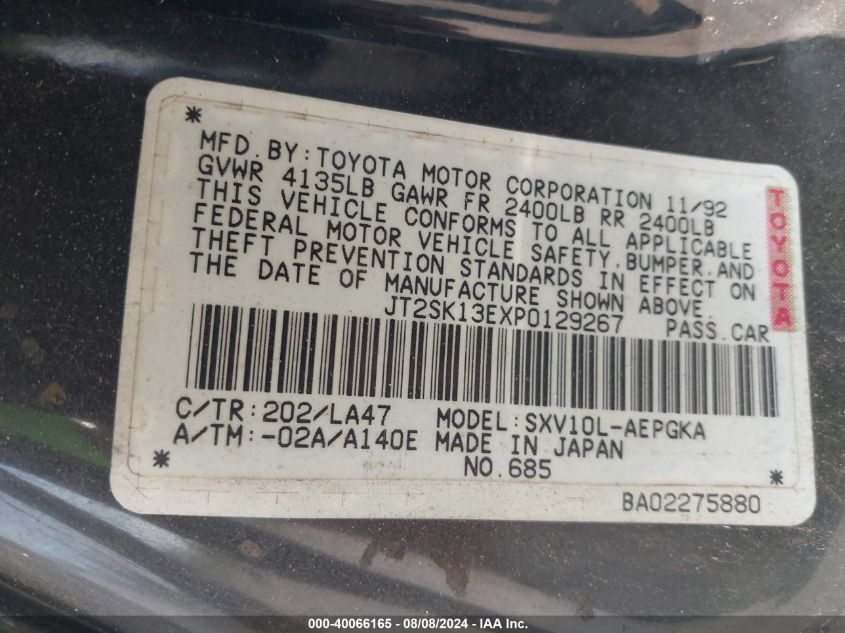 MFD.BY:TOYOTA MOTOR CORPORATION 11/92
GVWR 4135LB GAWR FR 2400LB RR 2400LB
THIS VEHICLE CONFORMS TO ALL APPLICABLE
FEDERAL MOTOR VEHICLE SAFETY,BUMPER,AND
THEFT PREVENTION STANDARDS IN EFFECT ON
THE DATE OF MANUFACTURE SHOWN ABOVE.
JT2SK13EXP0129267 PASS.CAR
TOYOTA
C/TR:202/LA47 MODEL:SXV10L-AEPGKA
A/TM:-02A/A140E MADE IN JAPAN
NO.685
BA02275880
000-40066165 - 08/08/2024 - IAAI.com